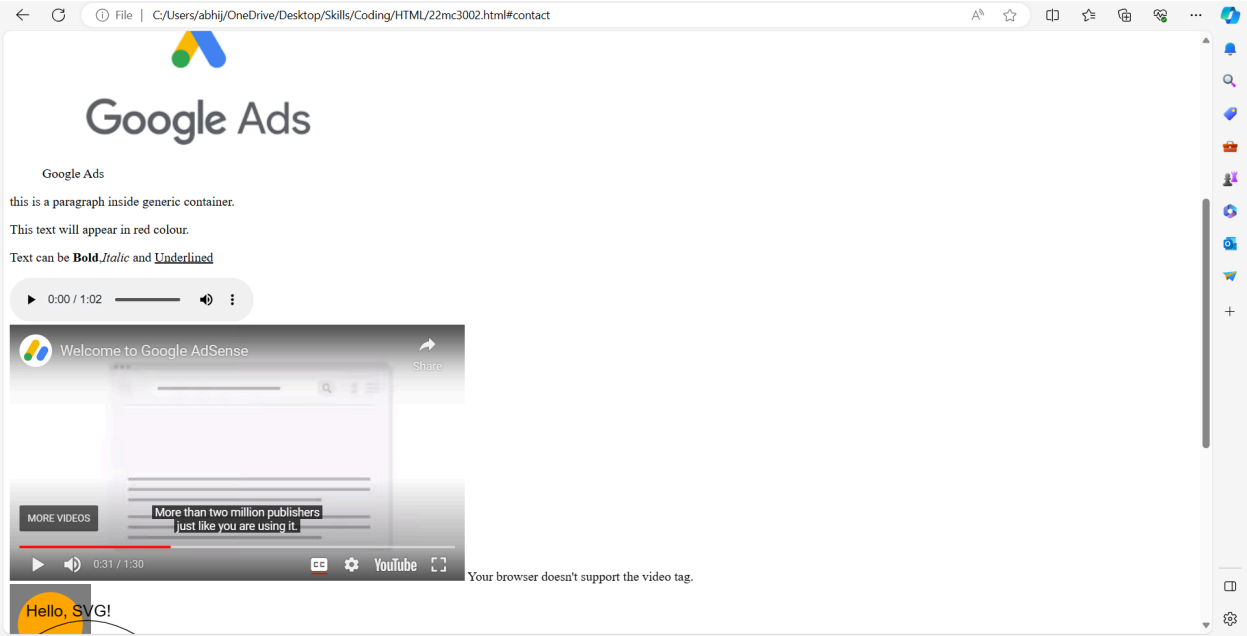 File
C:/Users/abhij/OneDrive/Desktop/Skills/Coding/HTML/22mc3002.html#contact
Google Ads
Google Ads
this is a paragraph inside generic container.
This text will appear in red colour.
Text can be Bold,Italic and Underlined
0:00 / 1:02
Welcome to Google AdSense
Share
More than two million publishers
just like you are using it.
MORE VIDEOS
0:31 / 1:30
CC
YouTube
Your browser doesn't support the video tag.
Hello, SVG!